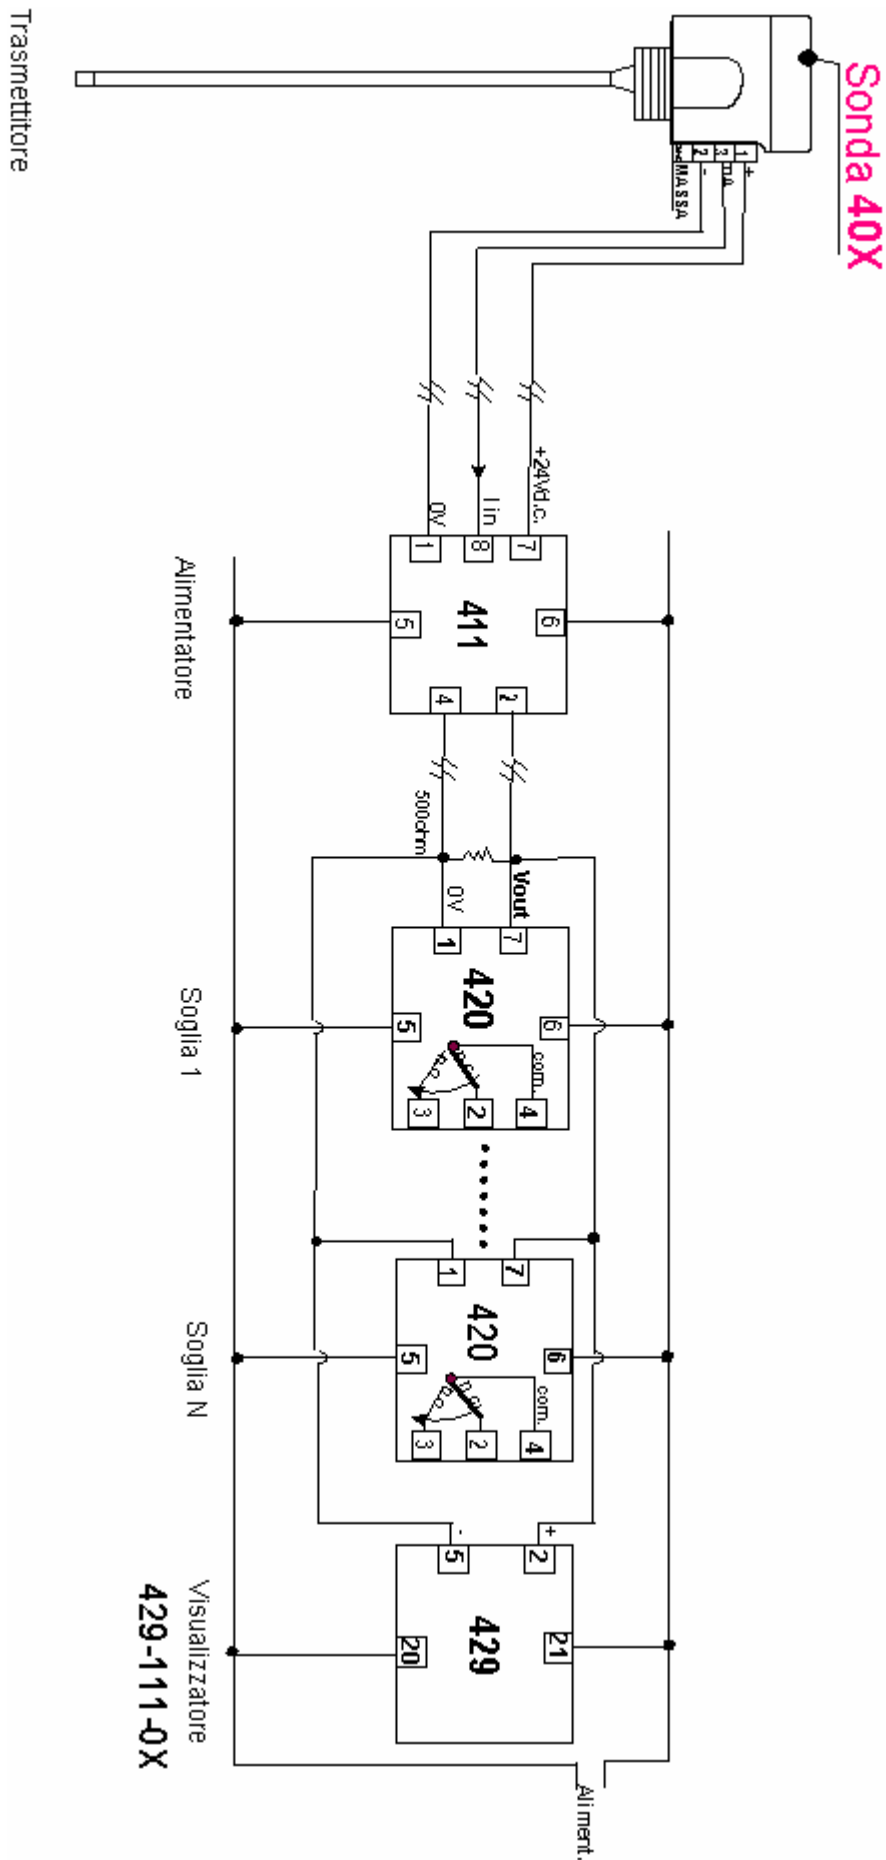 Sonda 40X
Trasmettitore
1
3
2
+
mA
-
MASSA
+24Vd.c.
I in
0V
7
8
1
411
6
5
2
4
Alimentatore
500ohm
Vout
0V
7
1
420
6
5
com.
4
2
3
Soglia 1
7
1
420
6
5
com.
4
2
3
Soglia N
+
-
2
5
429
21
20
Visualizzatore
429-111-0X
Aliment.